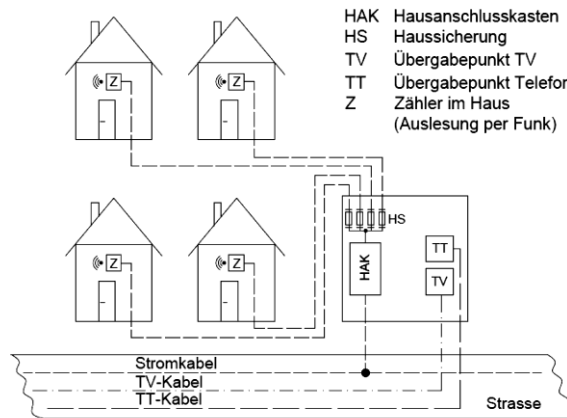 HAK Hausanschlusskasten
HS Haussicherung
TV Übergabepunkt TV
TT Übergabepunkt Telefon
Z Zähler im Haus
(Auslesung per Funk)
Z
Z
HS
Z
Z
HAK
TT
TV
Stromkabel
TV-Kabel
TT-Kabel
Strasse